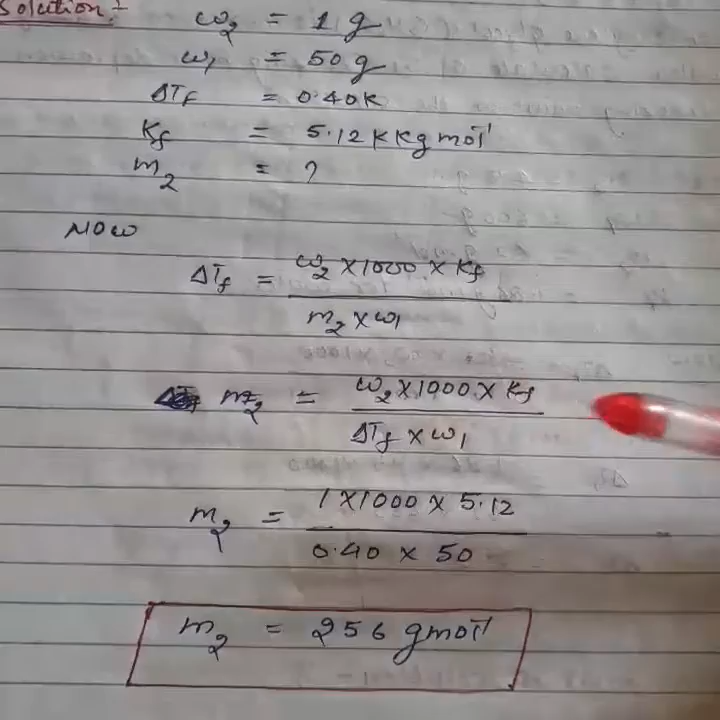 Solution:-
w₂ = 1 g
w₁ = 50 g
ΔTf = 0.40K
Kf = 5.12 K Kg mol⁻¹
m₂ = ?
NOW
ΔTf = w₂ × 1000 × Kf / m₂ × w₁
m₂ = w₂ × 1000 × Kf / ΔTf × w₁
m₂ = 1 × 1000 × 5.12 / 0.40 × 50
m₂ = 256 g mol⁻¹